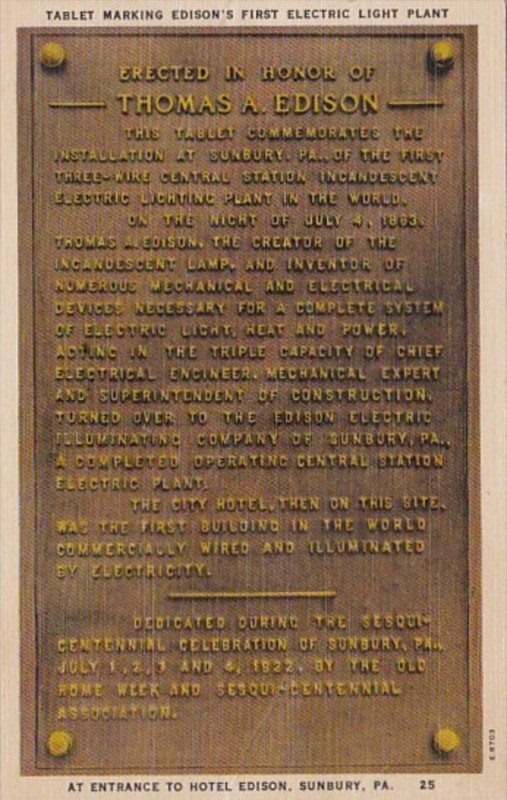 TABLET MARKING EDISON'S FIRST ELECTRIC LIGHT PLANT
ERECTED IN HONOR OF
THOMAS A. EDISON
THIS TABLET COMMEMORATES THE
INSTALLATION AT SUNBURY, PA., OF THE FIRST
THREE-WIRE CENTRAL STATION INCANDESCENT
ELECTRIC LIGHTING PLANT IN THE WORLD.
ON THE NIGHT OF JULY 4, 1883,
THOMAS A. EDISON, THE CREATOR OF THE
INCANDESCENT LAMP, AND INVENTOR OF
NUMEROUS MECHANICAL AND ELECTRICAL
DEVICES NECESSARY FOR A COMPLETE SYSTEM
OF ELECTRIC LIGHT, HEAT AND POWER,
ACTING IN THE TRIPLE CAPACITY OF CHIEF
ELECTRICAL ENGINEER, MECHANICAL EXPERT
AND SUPERINTENDENT OF CONSTRUCTION,
TURNED OVER TO THE EDISON ELECTRIC
ILLUMINATING COMPANY OF SUNBURY, PA.,
A COMPLETED OPERATING CENTRAL STATION
ELECTRIC PLANT.
THE CITY HOTEL, THEN ON THIS SITE,
WAS THE FIRST BUILDING IN THE WORLD
COMMERCIALLY WIRED AND ILLUMINATED
BY ELECTRICITY.
DEDICATED DURING THE SESQUI-
CENTENNIAL CELEBRATION OF SUNBURY, PA.,
JULY 1, 2, 3 AND 4, 1922, BY THE OLD
HOME WEEK AND SESQUI-CENTENNIAL
ASSOCIATION.
E-8703
AT ENTRANCE TO HOTEL EDISON, SUNBURY, PA. 25